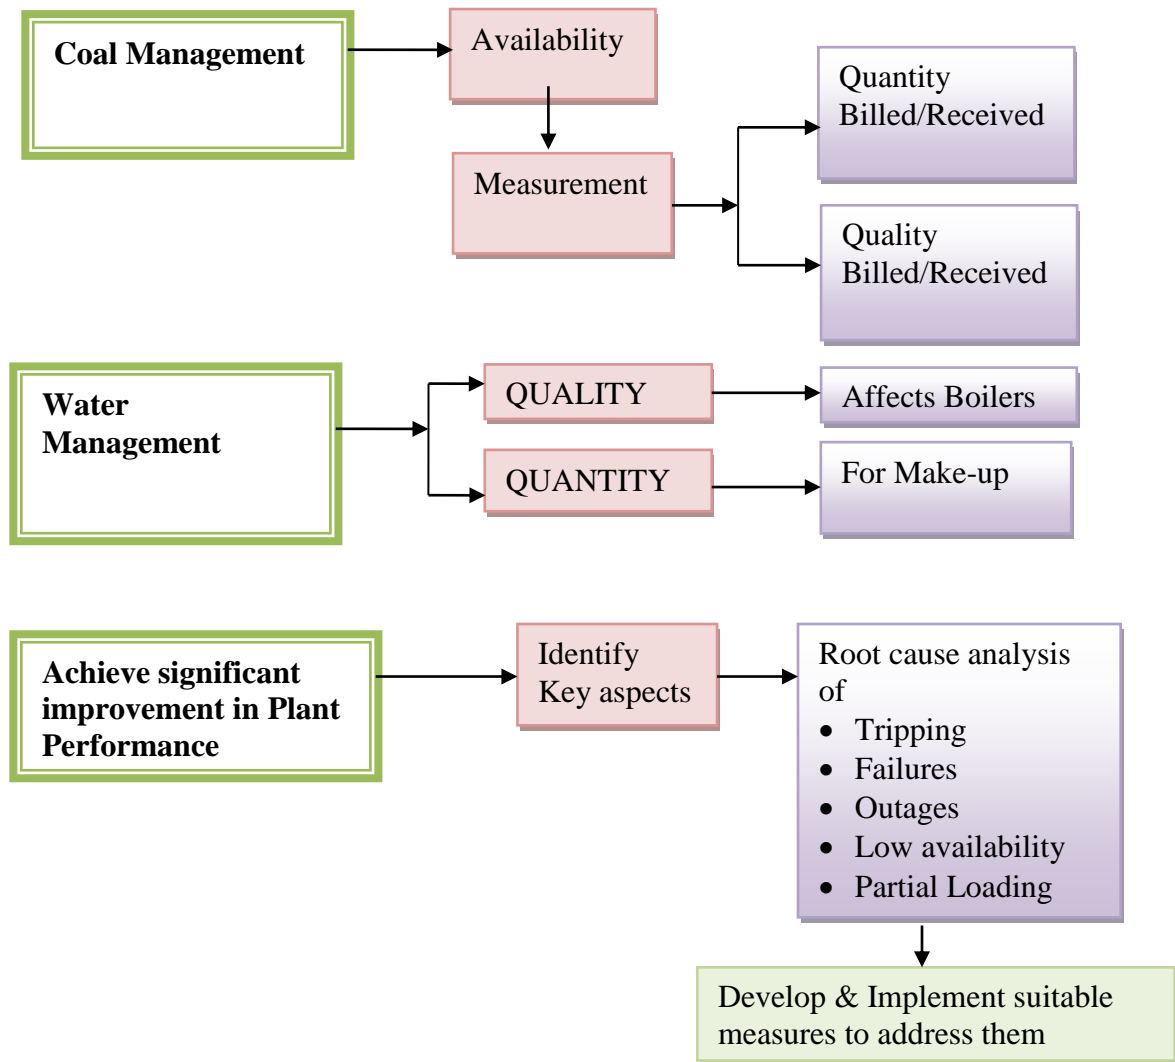 Coal Management
Availability
Measurement
Quantity
Billed/Received
Quality
Billed/Received
Water
Management
QUALITY
Affects Boilers
QUANTITY
For Make-up
Achieve significant
improvement in Plant
Performance
Identify
Key aspects
Root cause analysis
of
• Tripping
• Failures
• Outages
• Low availability
• Partial Loading
Develop & Implement suitable
measures to address them